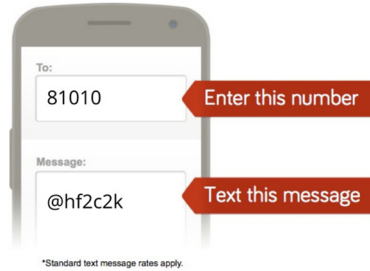 To:
81010
Enter this number
Message:
@hf2c2k
Text this message
*Standard text message rates apply.